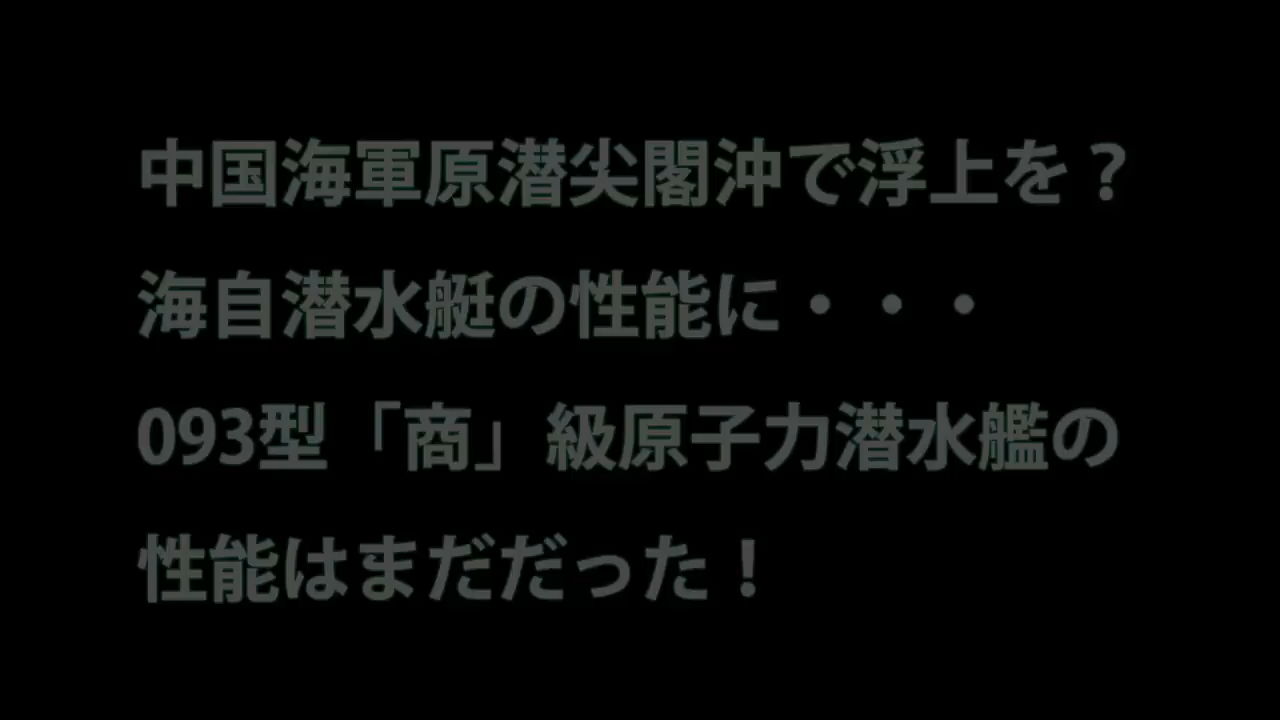 中国海軍原潜尖閣沖で浮上を？
海自潜水艇の性能に・・・
093型「商」級原子力潜水艦の
性能はまだだった！